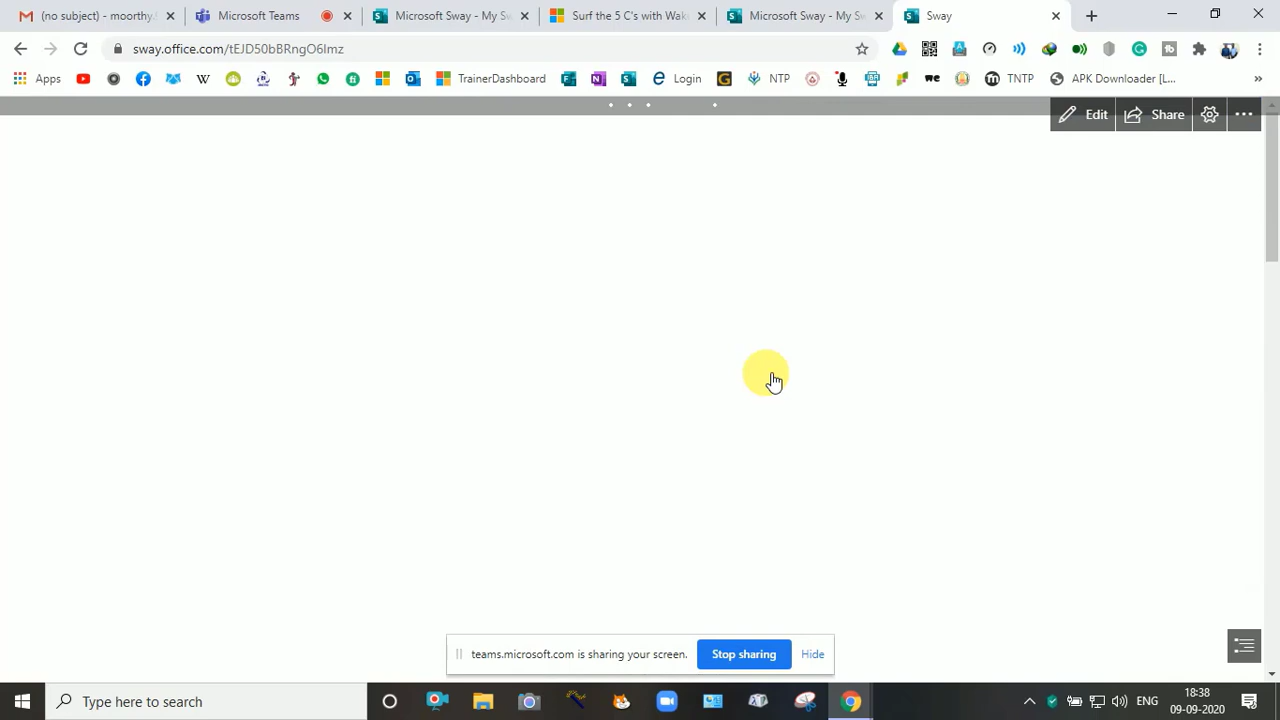 (no subject) - moorthy.
Microsoft Teams
Microsoft Sway - My Sw
Surf the 5 C's with Wak
Microsoft Sway - My Sw
Sway
sway.office.com/tEJD50bBRngO6Imz
Apps
TrainerDashboard
Login
NTP
TNTP
APK Downloader [L...
Edit
Share
teams.microsoft.com is sharing your screen.
Stop sharing
Hide
Type here to search
ENG
18:38
09-09-2020